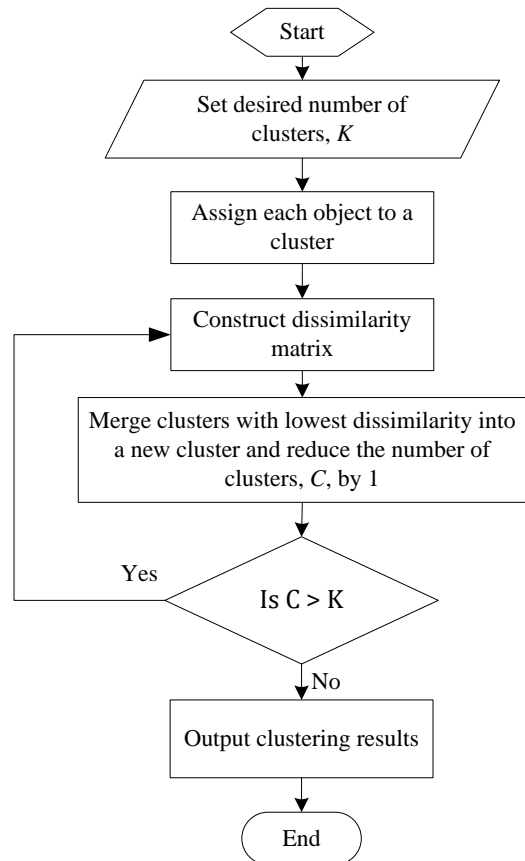 Start
Set desired number of
clusters, K
Assign each object to a
cluster
Construct dissimilarity
matrix
Merge clusters with lowest dissimilarity into
a new cluster and reduce the number of
clusters, C, by 1
Yes
Is C > K
No
Output clustering results
End